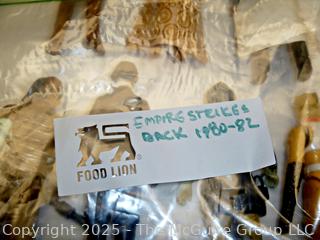 EMPIRE STRIKES
BACK 1980-82
FOOD LION
Copyright 2025 - The McGuire Group LLC